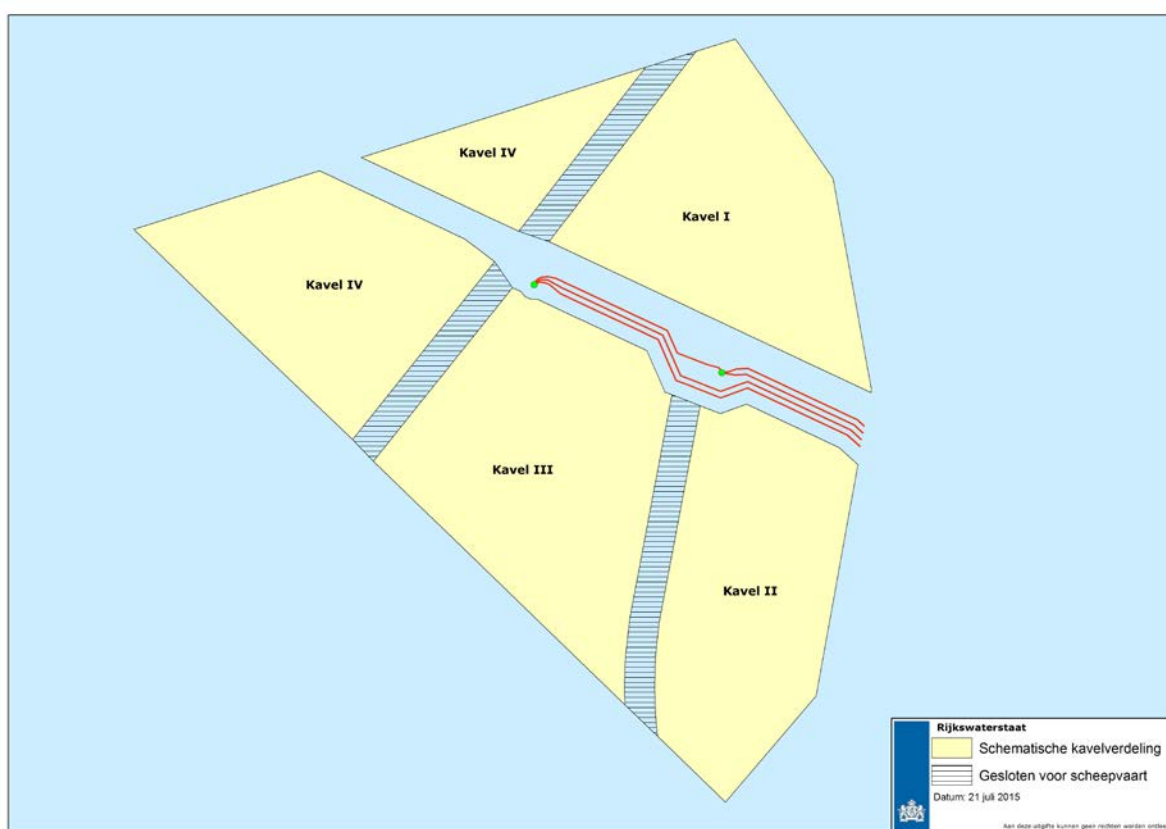 Kavel IV
Kavel I
Kavel IV
Kavel III
Kavel II
Rijkswaterstaat
Schematische kavelverdeling
Gesloten voor scheepvaart
Datum: 21 juli 2015
Aan deze uitgifte kunnen geen rechten worden